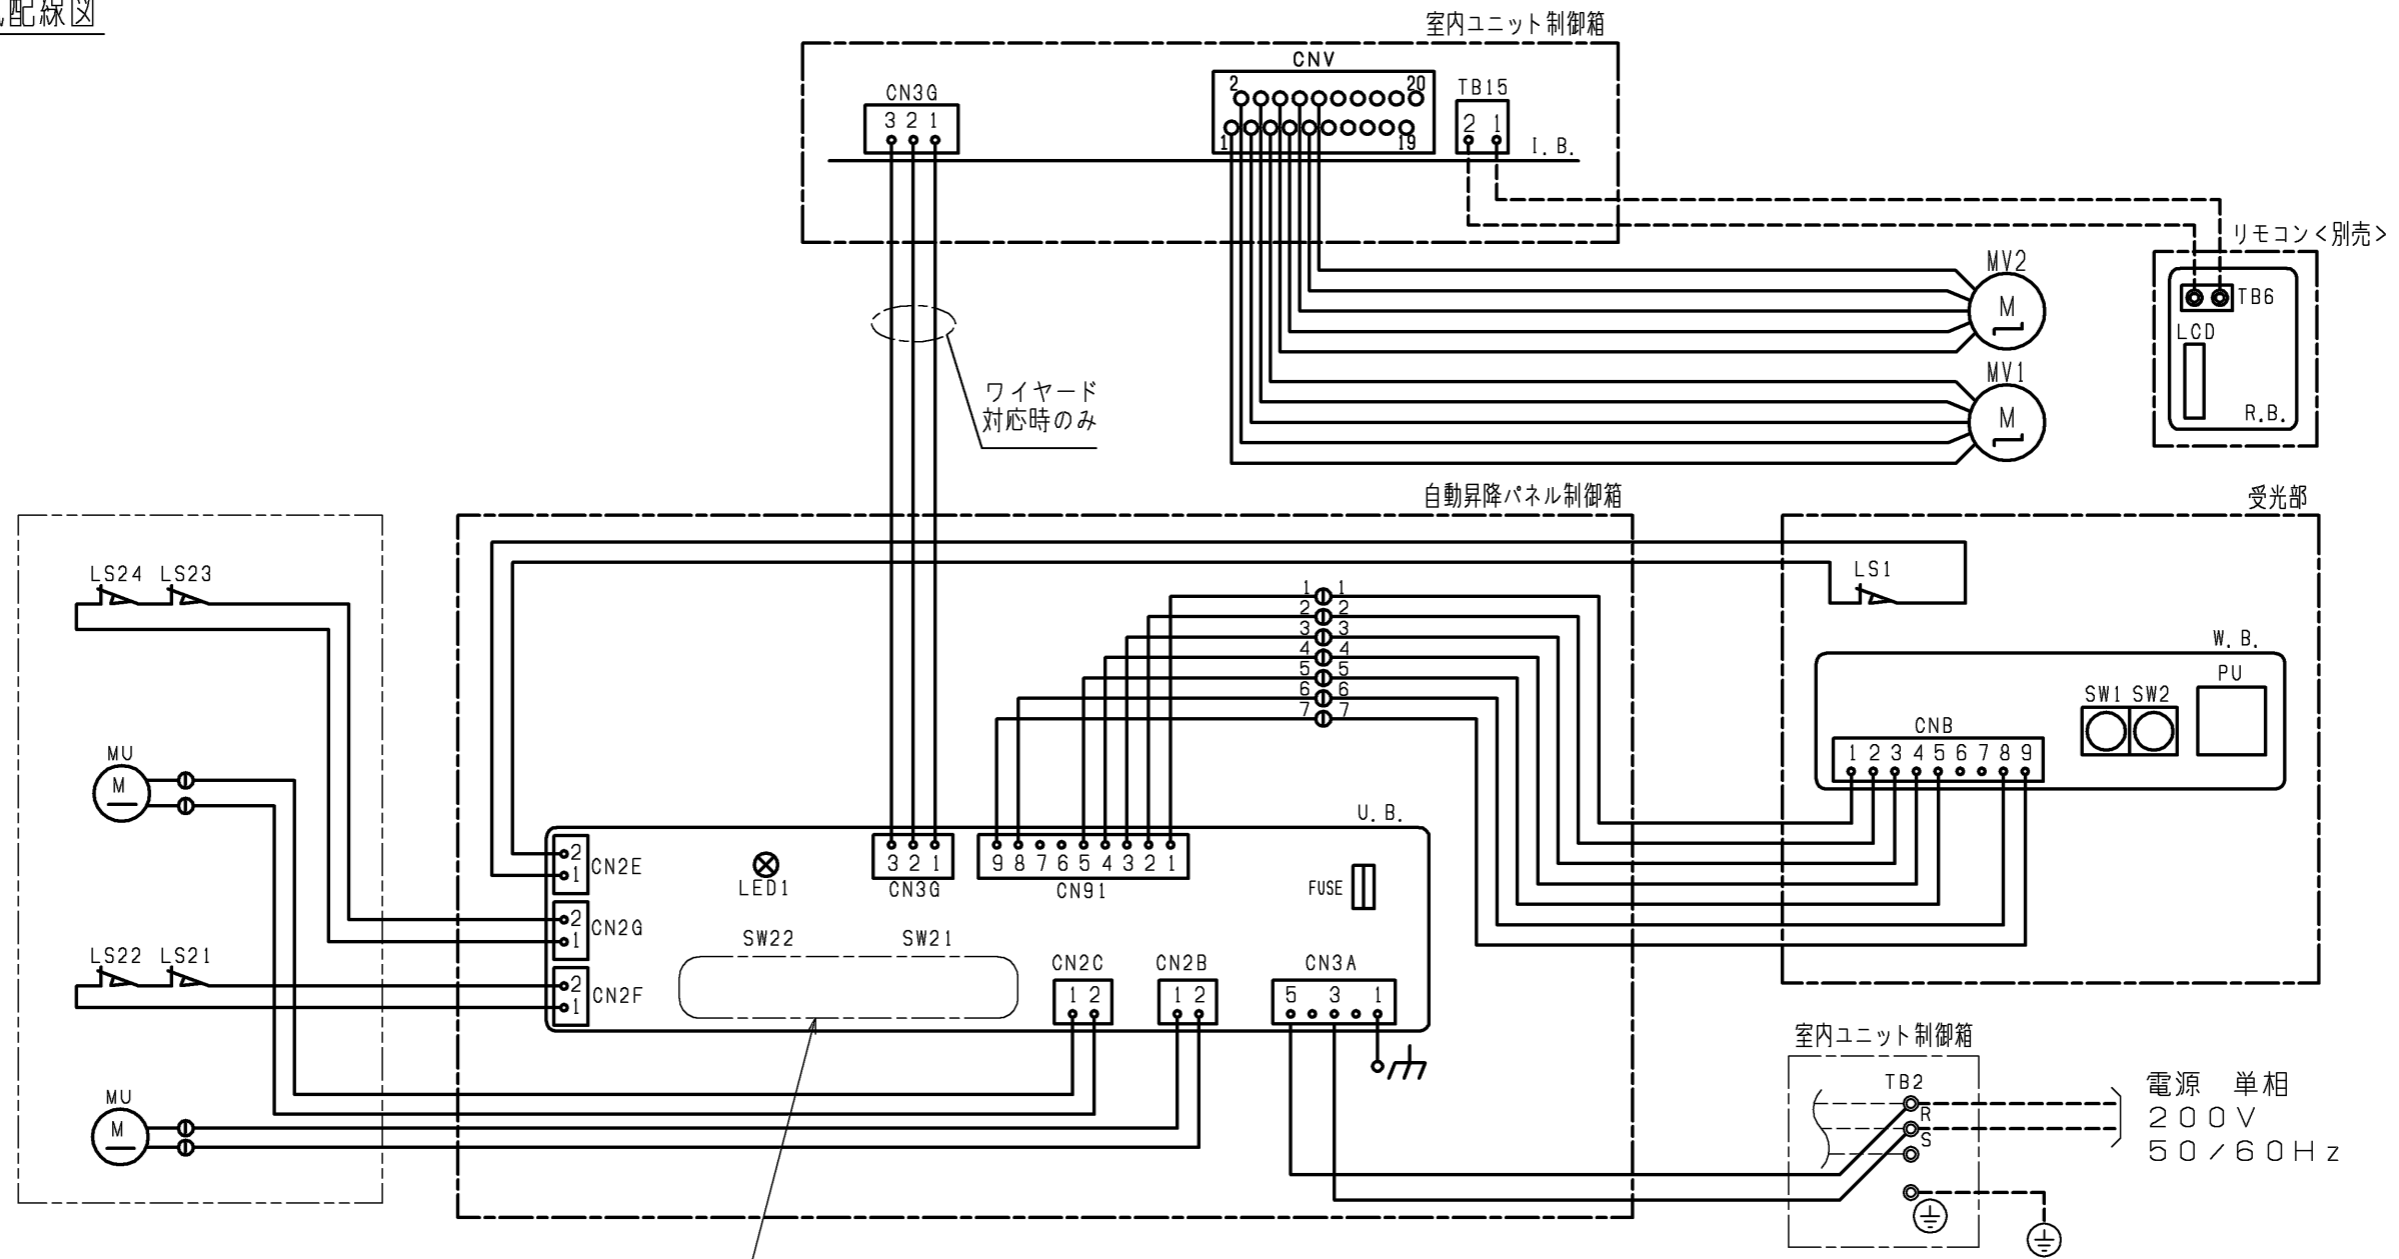 配線図
室内ユニット制御箱
CNV
2 20
1 19
CN3G
3 2 1
TB15
2 1
I.B.
リモコン<別売>
TB6
LCD
R.B.
MV2
M
MV1
M
ワイヤード
対応時のみ
自動昇降パネル制御箱
受光部
LS24 LS23
LS1
1 1
2 2
3 3
4 4
5 5
6 6
7 7
W.B.
PU
SW1 SW2
CNB
1 2 3 4 5 6 7 8 9
MU
M
U.B.
2
1
CN2E
LED1
3 2 1
CN3G
9 8 7 6 5 4 3 2 1
CN91
FUSE
2
1
CN2G
SW22 SW21
LS22 LS21
2
1
CN2F
CN2C
1 2
CN2B
1 2
CN3A
5 3 1
MU
M
室内ユニット制御箱
TB2
R
S
電源 単相
200V
50/60Hz